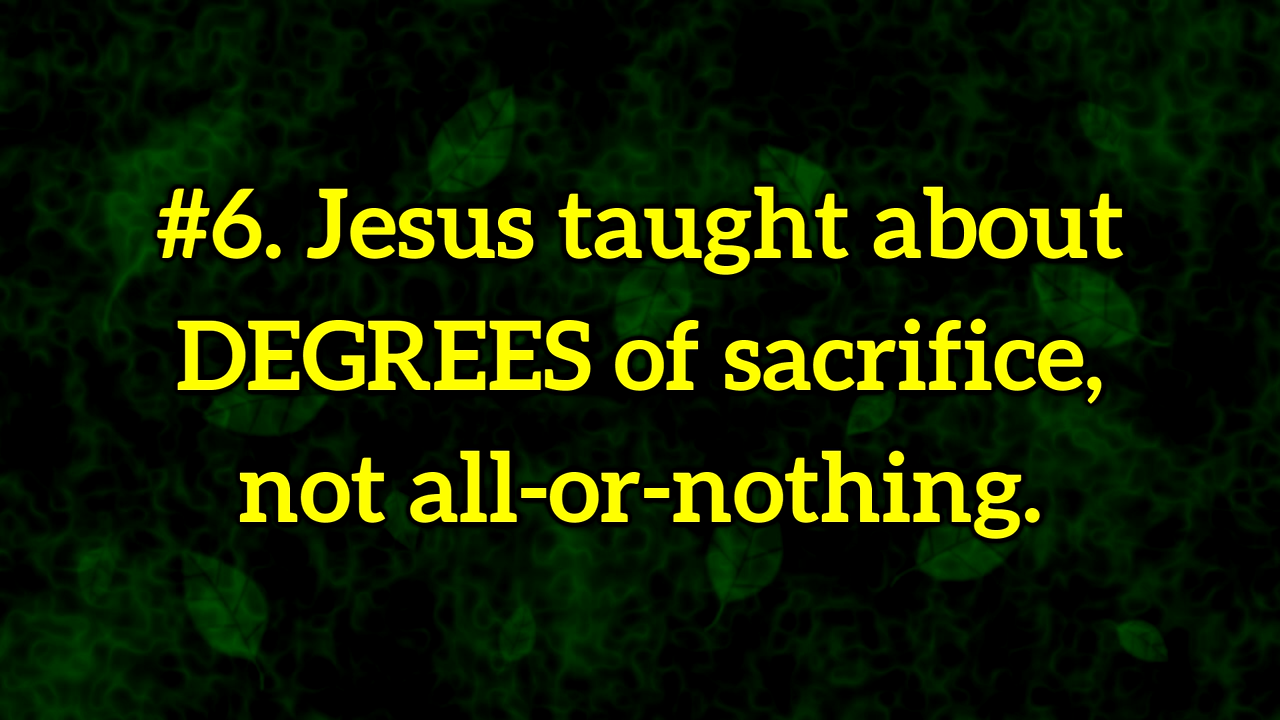 #6. Jesus taught about
DEGREES of sacrifice,
not all-or-nothing.